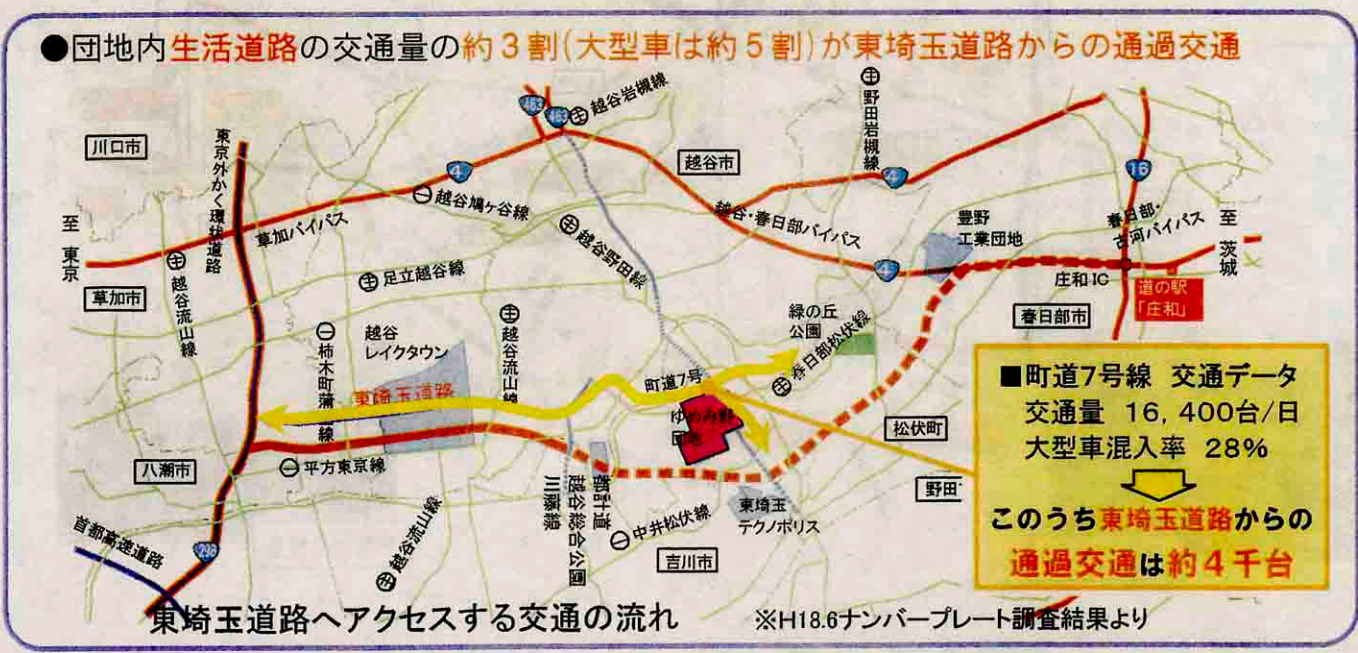 ●団地内生活道路の交通量の約3割(大型車は約5割)が東埼玉道路からの通過交通
463
463
㊤越谷岩槻線
㊤野田岩槻線
川口市
東京外かく環状道路
越谷市
4
4
16
㊀越谷鳩ヶ谷線
至東京
草加バイパス
越谷・春日部バイパス
豊野
工業団地
春日部・
古河バイパス
至茨城
越谷野田線
足立越谷線
4
庄和IC
道の駅
「庄和」
草加市
越谷流山線
緑の丘
公園
春日部市
柿木町蒲生線
越谷
レイクタウン
越谷流山線
春日部松伏線
町道7号
東埼玉道路
ゆめみ野
団地
松伏町
八潮市
平方東京線
野田
都計道
越谷総合公園
川藤線
中井松伏線
東埼玉
テクノポリス
首都高速道路
298
越谷流山線
吉川市
■町道7号線 交通データ
交通量 16,400台/日
大型車混入率 28%
このうち東埼玉道路からの
通過交通は約4千台
東埼玉道路へアクセスする交通の流れ
※H18.6ナンバープレート調査結果より